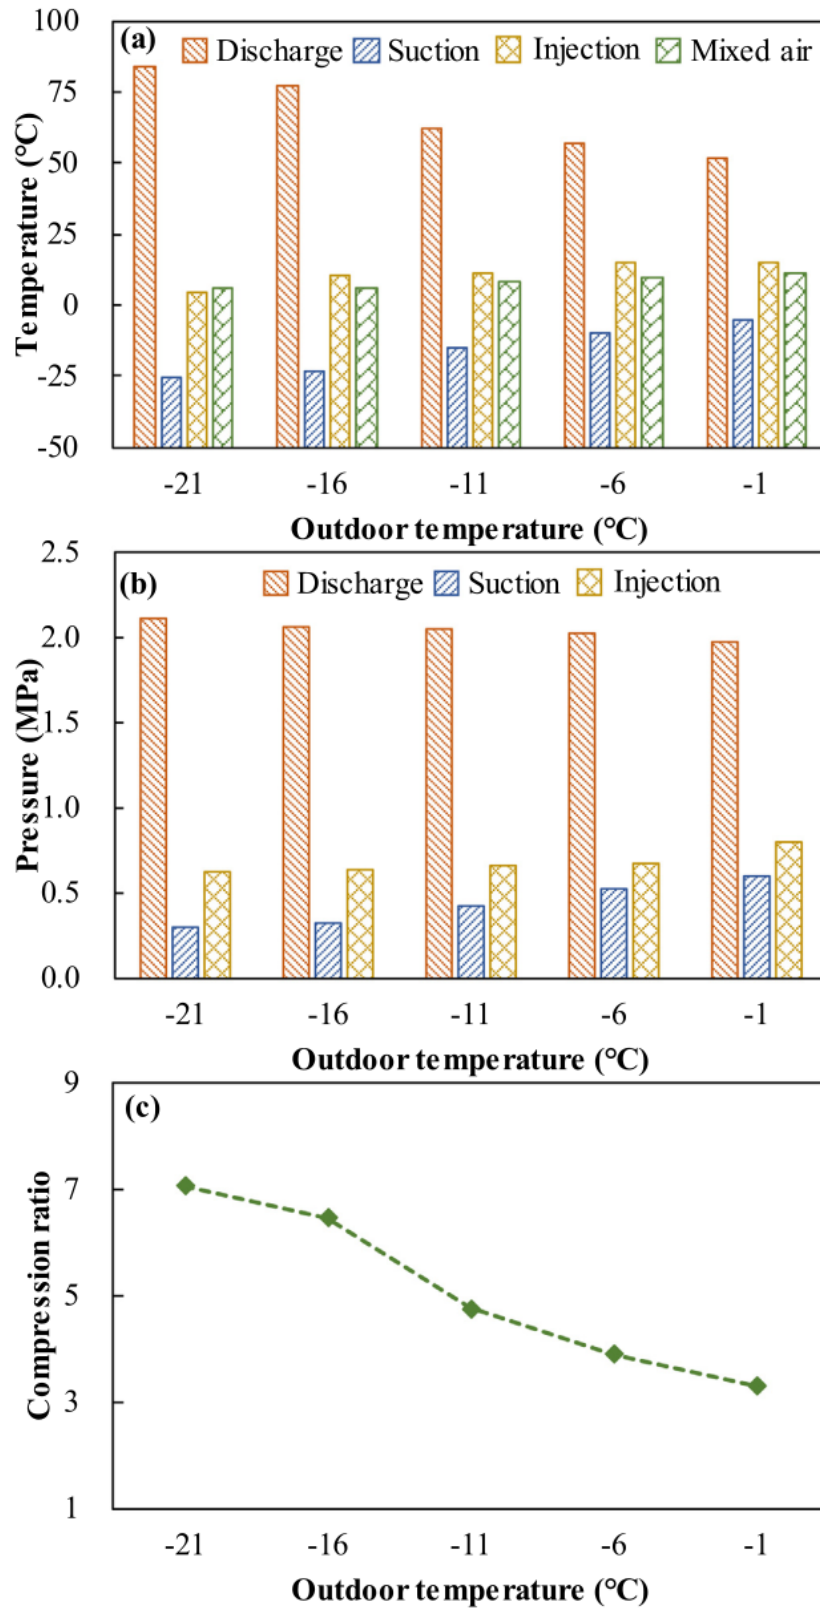 100
(a) Discharge Suction Injection Mixed air
75
50
25
0
-25
-50
Temperature (°C)
-21 -16 -11 -6 -1
Outdoor temperature (°C)
2.5
(b) Discharge Suction Injection
2.0
1.5
1.0
0.5
0.0
Pressure (MPa)
-21 -16 -11 -6 -1
Outdoor temperature (°C)
9
(c)
7
5
3
1
Compression ratio
-21 -16 -11 -6 -1
Outdoor temperature (°C)